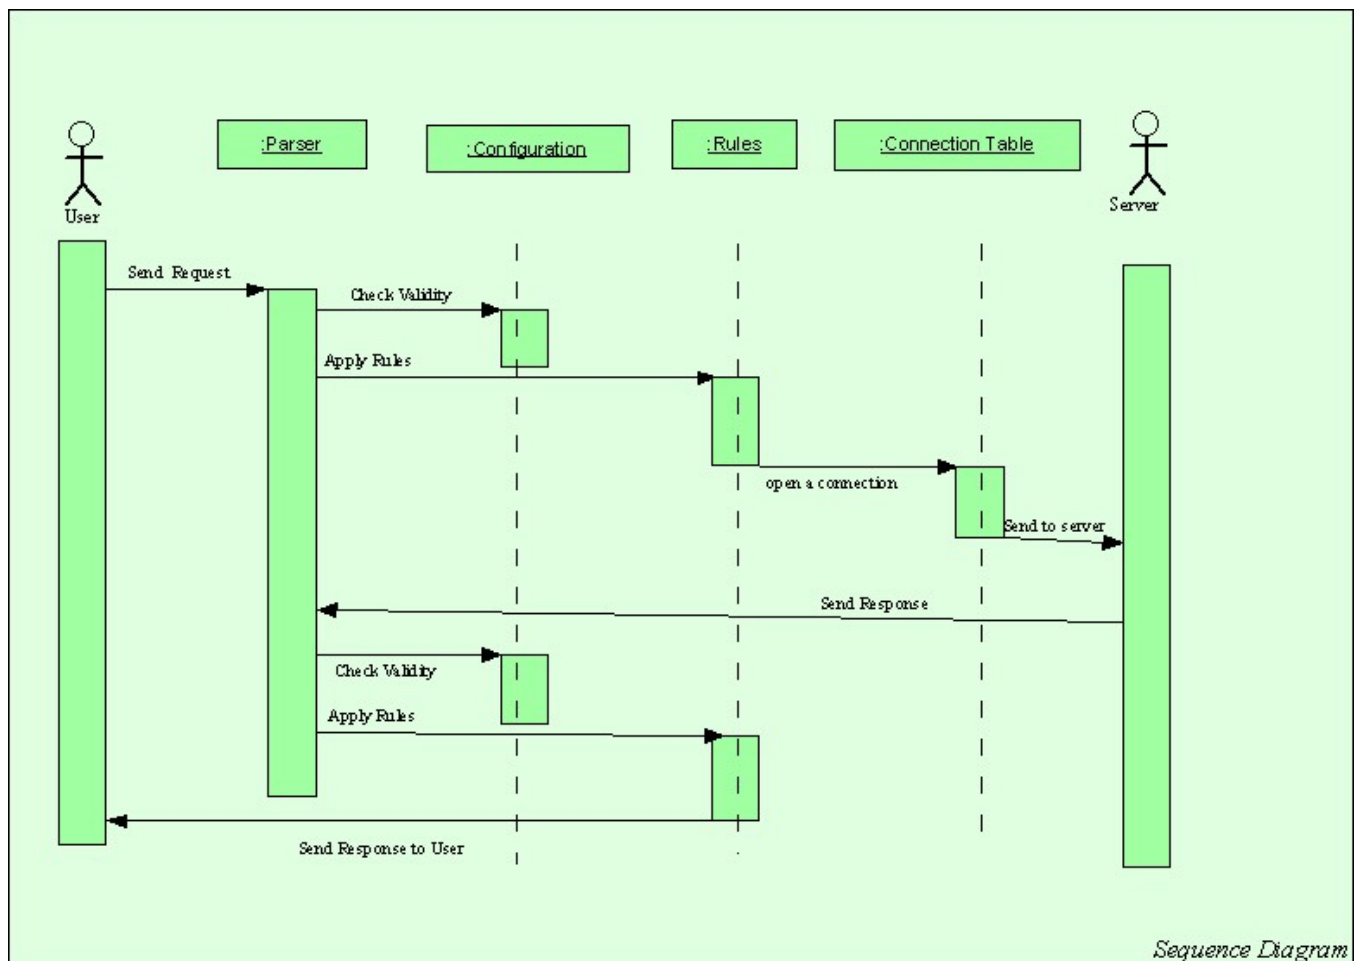 :Parser
:Configuration
:Rules
:Connection Table
User
Server
Send Request
Check Validity
Apply Rules
open a connection
Send to server
Send Response
Check Validity
Apply Rules
Send Response to User
Sequence Diagram